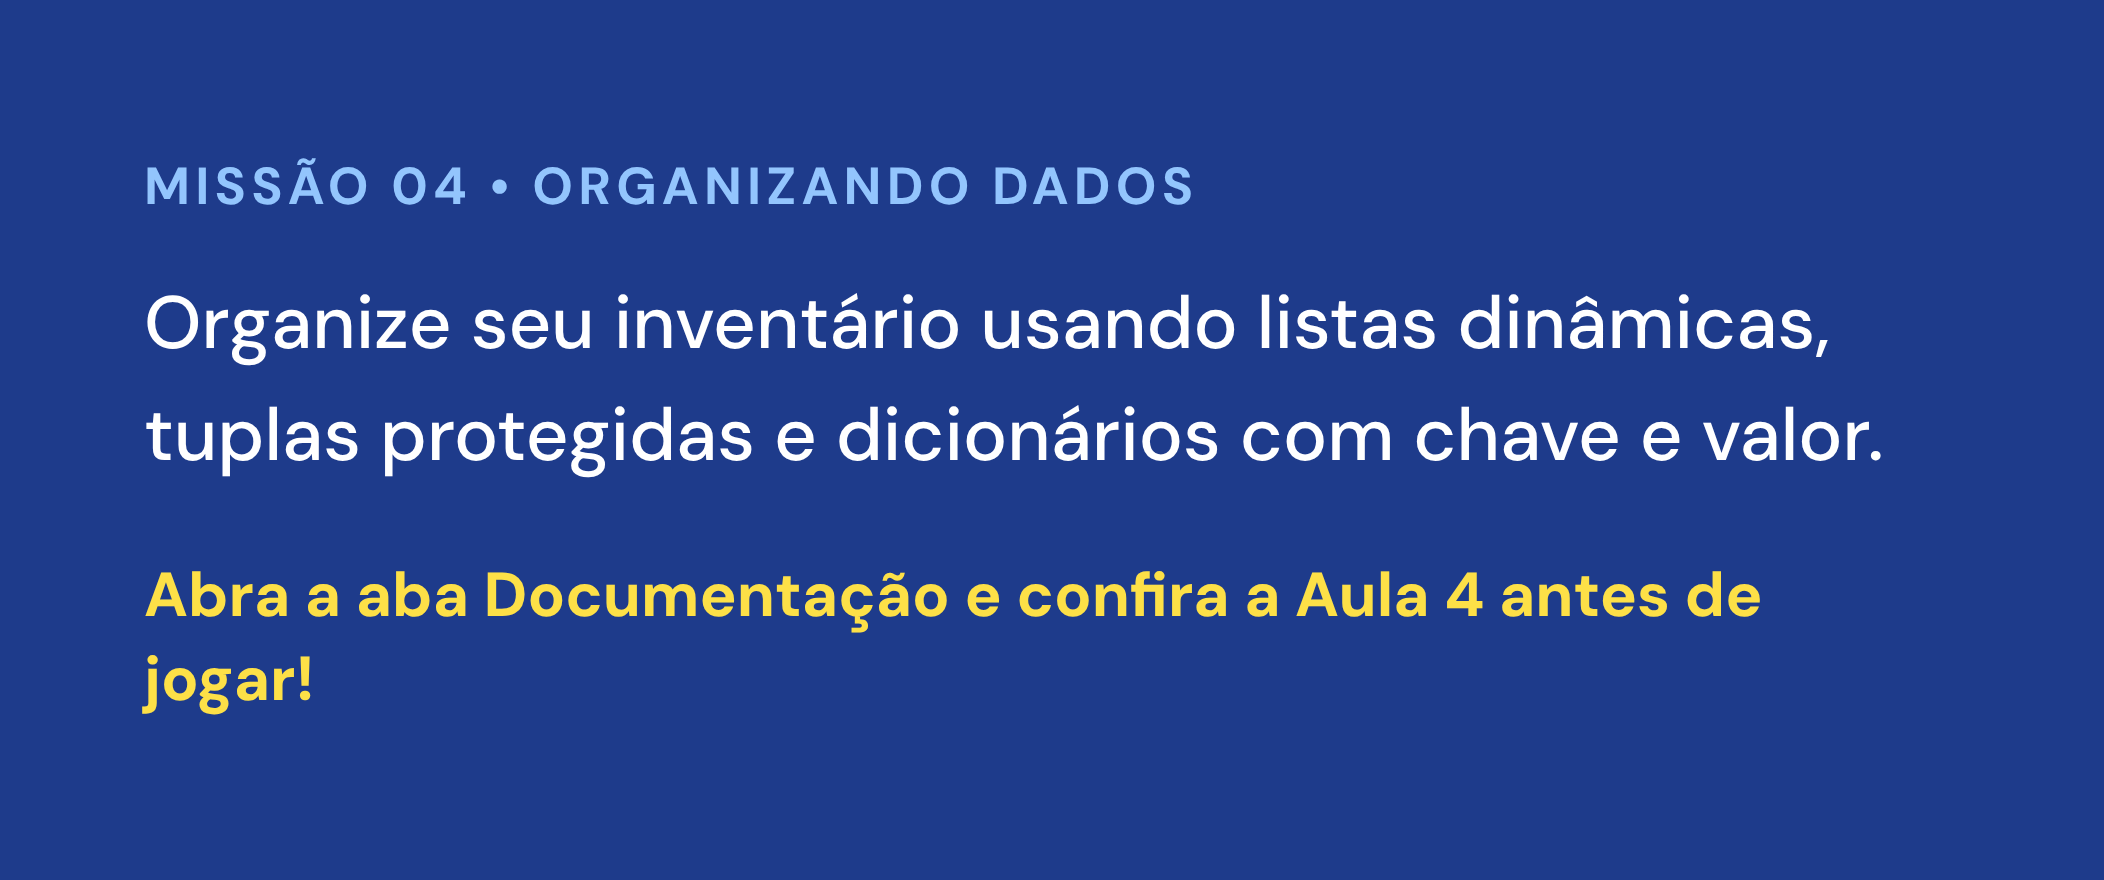 MISSÃO 04 • ORGANIZANDO DADOS
Organize seu inventário usando listas dinâmicas,
tuplas protegidas e dicionários com chave e valor.
Abra a aba Documentação e confira a Aula 4 antes de
jogar!